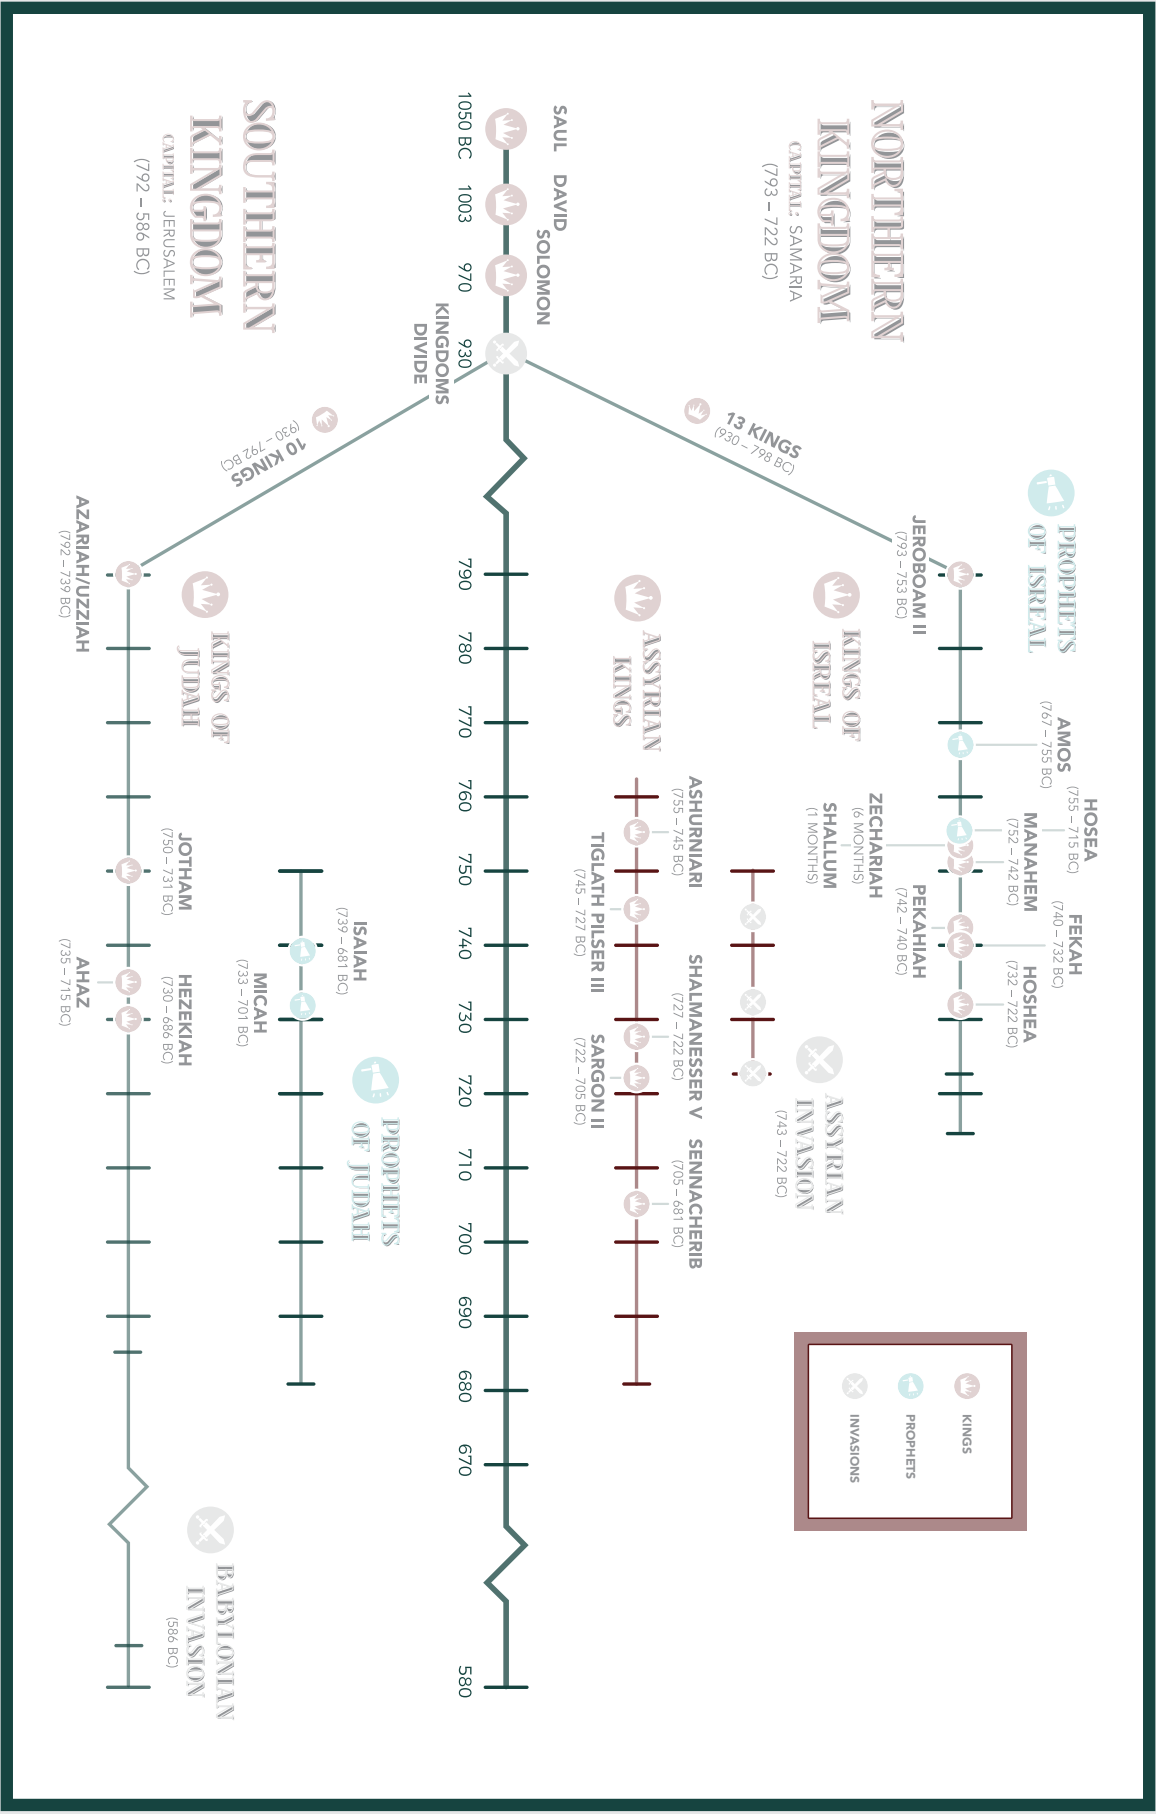 NORTHERN
KINGDOM
CAPITAL: SAMARIA
(793 – 722 BC)
PROPHETS
OF ISREAL
13 KINGS
(930 – 798 BC)
JEROBOAM II
(793 – 753 BC)
AMOS
(767 – 755 BC)
HOSEA
(755 – 715 BC)
MANAHEM
(752 – 742 BC)
FEKAH
(740 – 732 BC)
HOSHEA
(732 – 722 BC)
ZECHARIAH
(6 MONTHS)
SHALLUM
(1 MONTHS)
PEKAHIAH
(742 – 740 BC)
KINGS OF
ISREAL
ASSYRIAN
INVASION
(743 – 722 BC)
KINGS
PROPHETS
INVASIONS
ASSYRIAN
KINGS
ASHURNIARI
(755 – 745 BC)
TIGLATH PILSER III
(745 – 727 BC)
SHALMANESSER V
(727 – 722 BC)
SARGON II
(722 – 705 BC)
SENNACHERIB
(705 – 681 BC)
SAUL
DAVID
SOLOMON
1050 BC
1003
970
930
790
780
770
760
750
740
730
720
710
700
690
680
670
580
KINGDOMS
DIVIDE
SOUTHERN
KINGDOM
CAPITAL: JERUSALEM
(792 – 586 BC)
10 KINGS
(930 – 792 BC)
ISAIAH
(739 – 681 BC)
MICAH
(733 – 701 BC)
PROPHETS
OF JUDAH
KINGS OF
JUDAH
AZARIAH/UZZIAH
(792 – 739 BC)
JOTHAM
(750 – 731 BC)
HEZEKIAH
(730 – 686 BC)
AHAZ
(735 – 715 BC)
BABYLONIAN
INVASION
(586 BC)